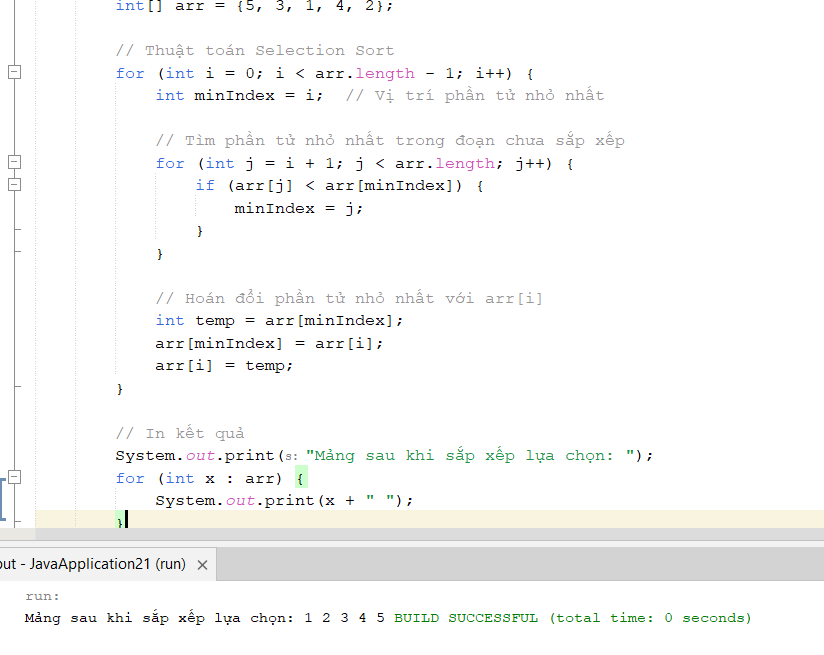 int[] arr = {5, 3, 1, 4, 2};
// Thuật toán Selection Sort
for (int i = 0; i < arr.length - 1; i++) {
int minIndex = i;  // Vị trí phần tử nhỏ nhất
// Tìm phần tử nhỏ nhất trong đoạn chưa sắp xếp
for (int j = i + 1; j < arr.length; j++) {
if (arr[j] < arr[minIndex]) {
minIndex = j;
}
}
// Hoán đổi phần tử nhỏ nhất với arr[i]
int temp = arr[minIndex];
arr[minIndex] = arr[i];
arr[i] = temp;
}
// In kết quả
System.out.print(s: "Mảng sau khi sắp xếp lựa chọn: ");
for (int x : arr) {
System.out.print(x + " ");
}
out - JavaApplication21 (run) ×
run:
Mảng sau khi sắp xếp lựa chọn: 1 2 3 4 5 BUILD SUCCESSFUL (total time: 0 seconds)